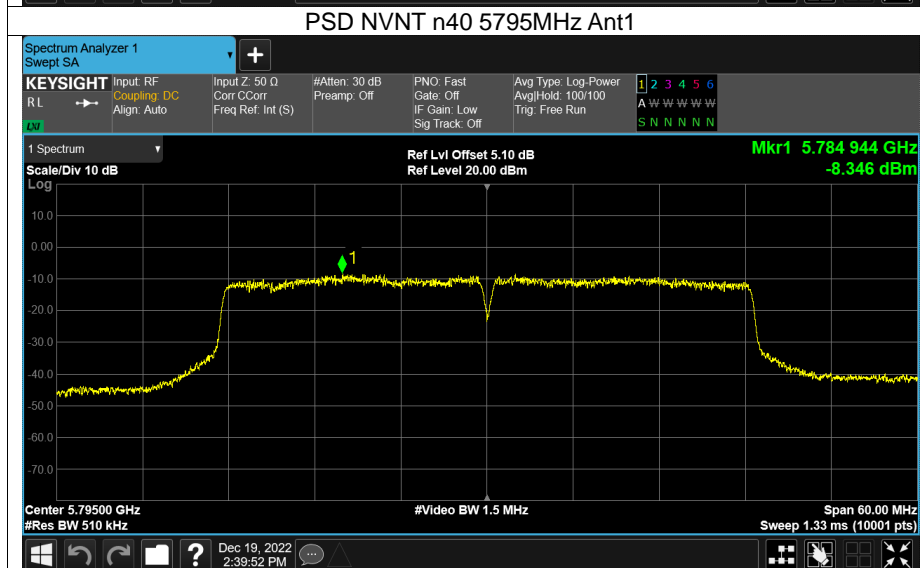 PSD NVNT n40 5795MHz Ant1
Spectrum Analyzer 1
Swept SA
+
KEYSIGHT Input: RF Input Z: 50 Ω #Atten: 30 dB PNO: Fast Avg Type: Log-Power 1 2 3 4 5 6
RL Coupling: DC Corr CCorr Preamp: Off Gate: Off Avg|Hold: 100/100 A W W W W W
Align: Auto Freq Ref: Int (S) IF Gain: Low Trig: Free Run
LXI Sig Track: Off S N N N N N
1 Spectrum Ref Lvl Offset 5.10 dB Mkr1 5.784 944 GHz
Scale/Div 10 dB Ref Level 20.00 dBm -8.346 dBm
Log
10.0
0.00
1
-10.0
-20.0
-30.0
-40.0
-50.0
-60.0
-70.0
Center 5.79500 GHz #Video BW 1.5 MHz Span 60.00 MHz
#Res BW 510 kHz Sweep 1.33 ms (10001 pts)
? Dec 19, 2022
2:39:52 PM